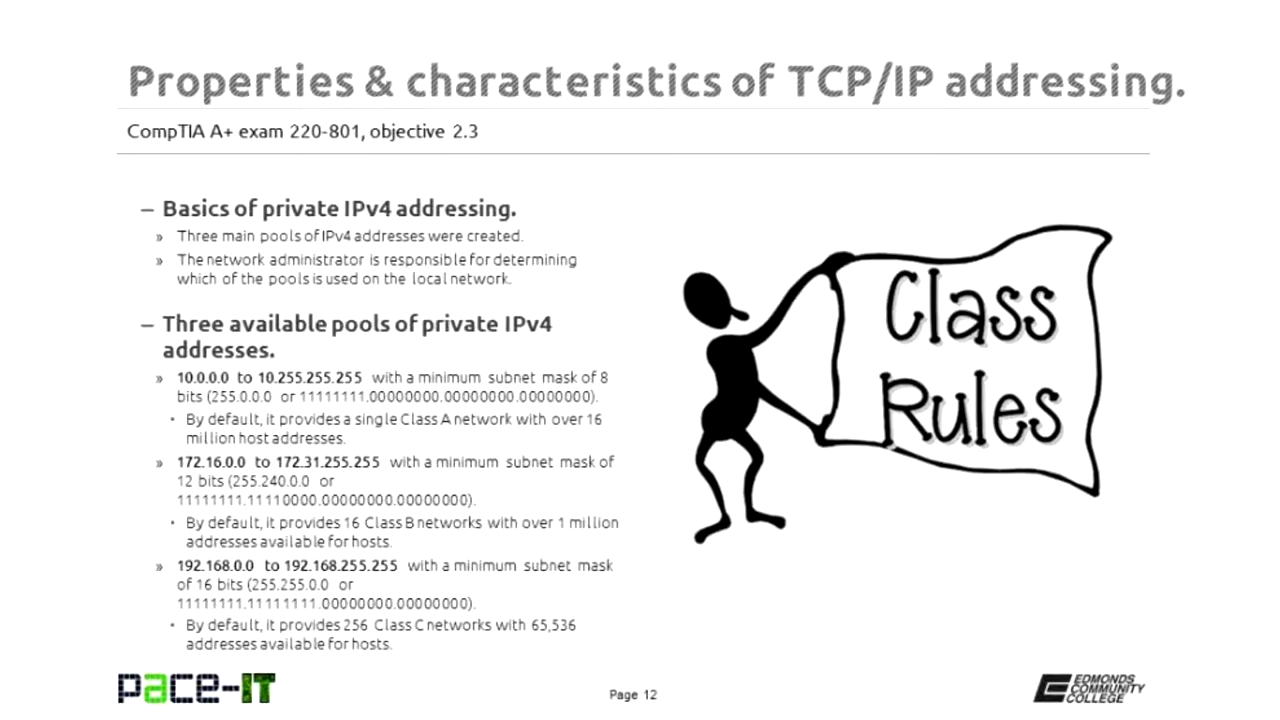 Properties & characteristics of TCP/IP addressing.
CompTIA A+ exam 220-801, objective 2.3
– Basics of private IPv4 addressing.
» Three main pools of IPv4 addresses were created.
» The network administrator is responsible for determining
which of the pools is used on the local network.
– Three available pools of private IPv4
addresses.
» 10.0.0.0 to 10.255.255.255 with a minimum subnet mask of 8
bits (255.0.0.0 or 11111111.00000000.00000000.00000000).
• By default, it provides a single Class A network with over 16
million host addresses.
» 172.16.0.0 to 172.31.255.255 with a minimum subnet mask of
12 bits (255.240.0.0 or
11111111.11110000.00000000.00000000).
• By default, it provides 16 Class B networks with over 1 million
addresses available for hosts.
» 192.168.0.0 to 192.168.255.255 with a minimum subnet mask
of 16 bits (255.255.0.0 or
11111111.11111111.00000000.00000000).
• By default, it provides 256 Class C networks with 65,536
addresses available for hosts.
Class
Rules
pace-IT
Page 12
EDMONDS
COMMUNITY
COLLEGE